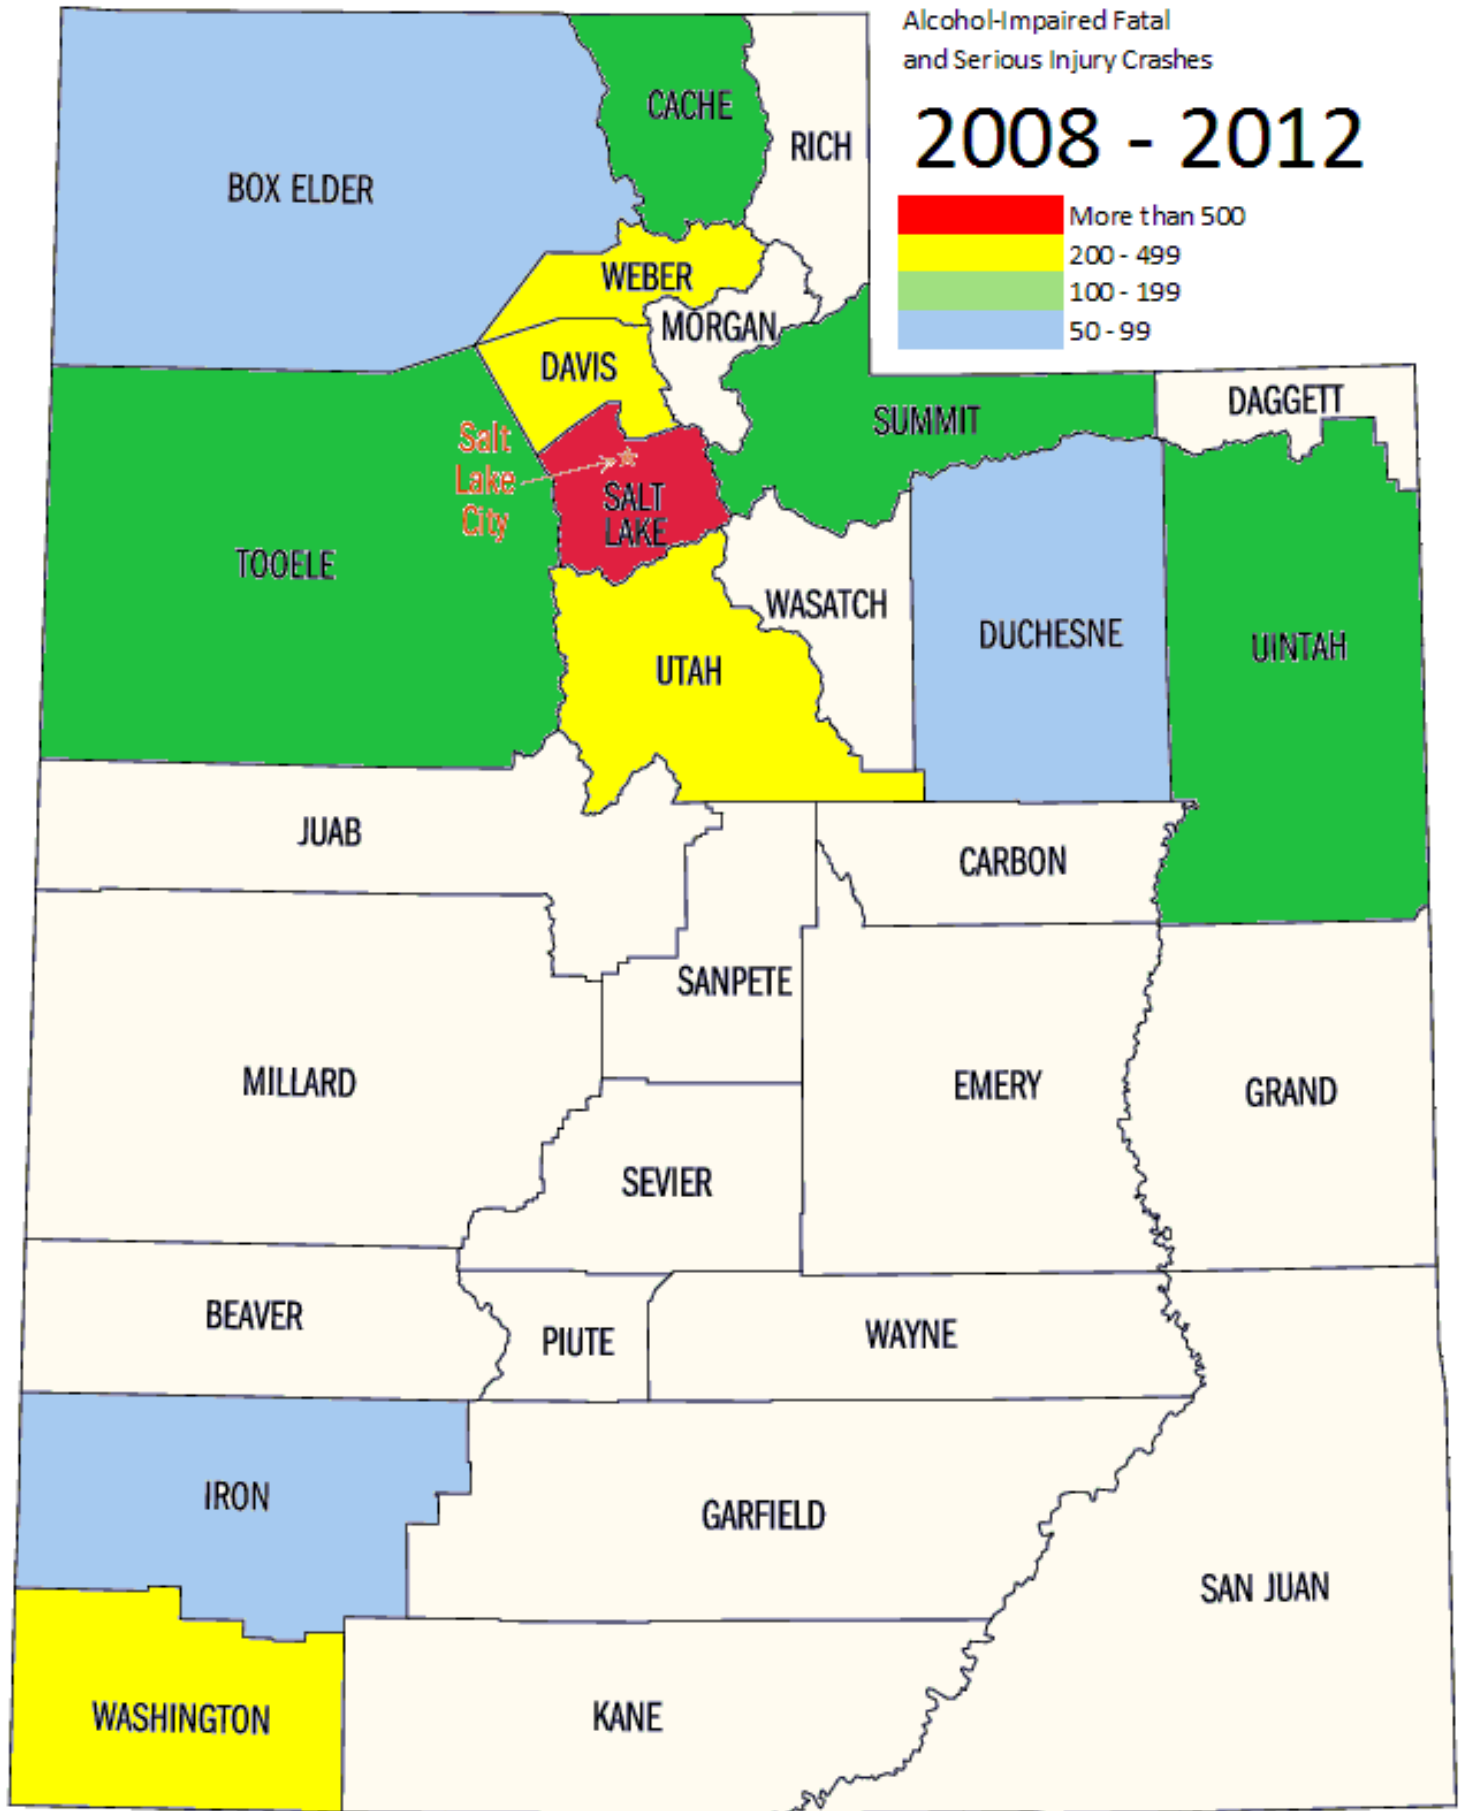 Alcohol-Impaired Fatal
and Serious Injury Crashes
2008 - 2012
More than 500
200 - 499
100 - 199
50 - 99
CACHE
RICH
BOX ELDER
WEBER
MORGAN
DAVIS
DAGGETT
SUMMIT
Salt
Lake
City
SALT
LAKE
TOOELE
WASATCH
DUCHESNE
UINTAH
UTAH
JUAB
CARBON
SANPETE
MILLARD
EMERY
GRAND
SEVIER
BEAVER
PIUTE
WAYNE
IRON
GARFIELD
SAN JUAN
WASHINGTON
KANE